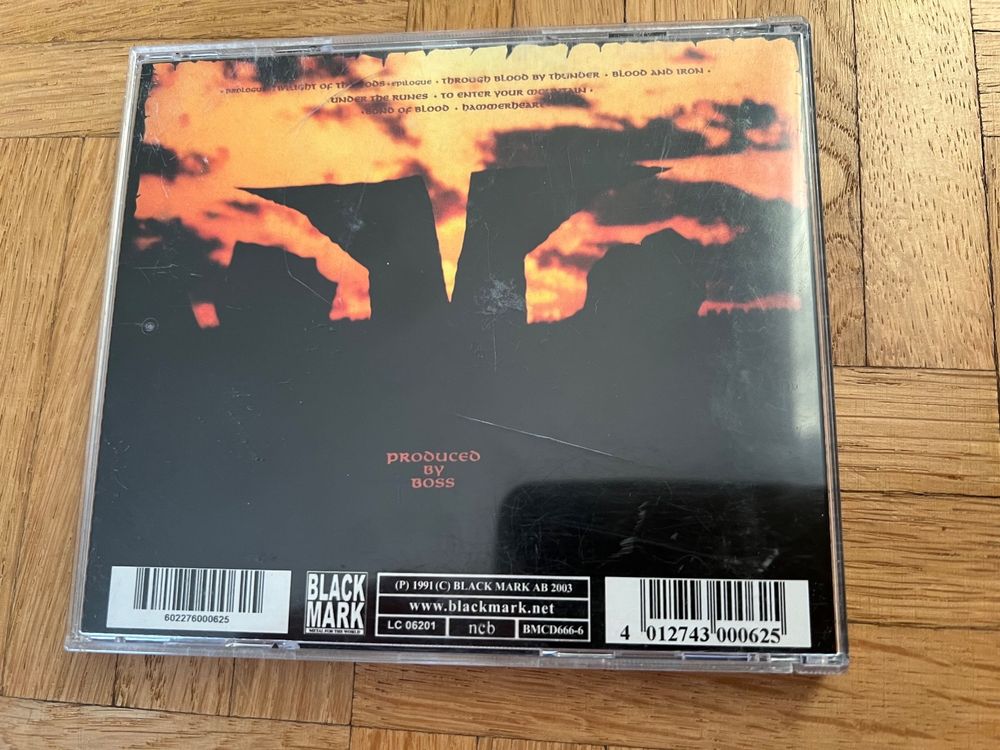 • prologue • twilight of the gods • epilogue • through blood by thunder • blood and iron •
under the runes • to enter your mountain •
• bond of blood • hammerheart
produced
by
boss
602276000625
BLACK
MARK
METAL FOR THE WORLD
(P) 1991 (C) BLACK MARK AB 2003
www.blackmark.net
LC 06201 ncb BMCD666-6
4 012743 000625